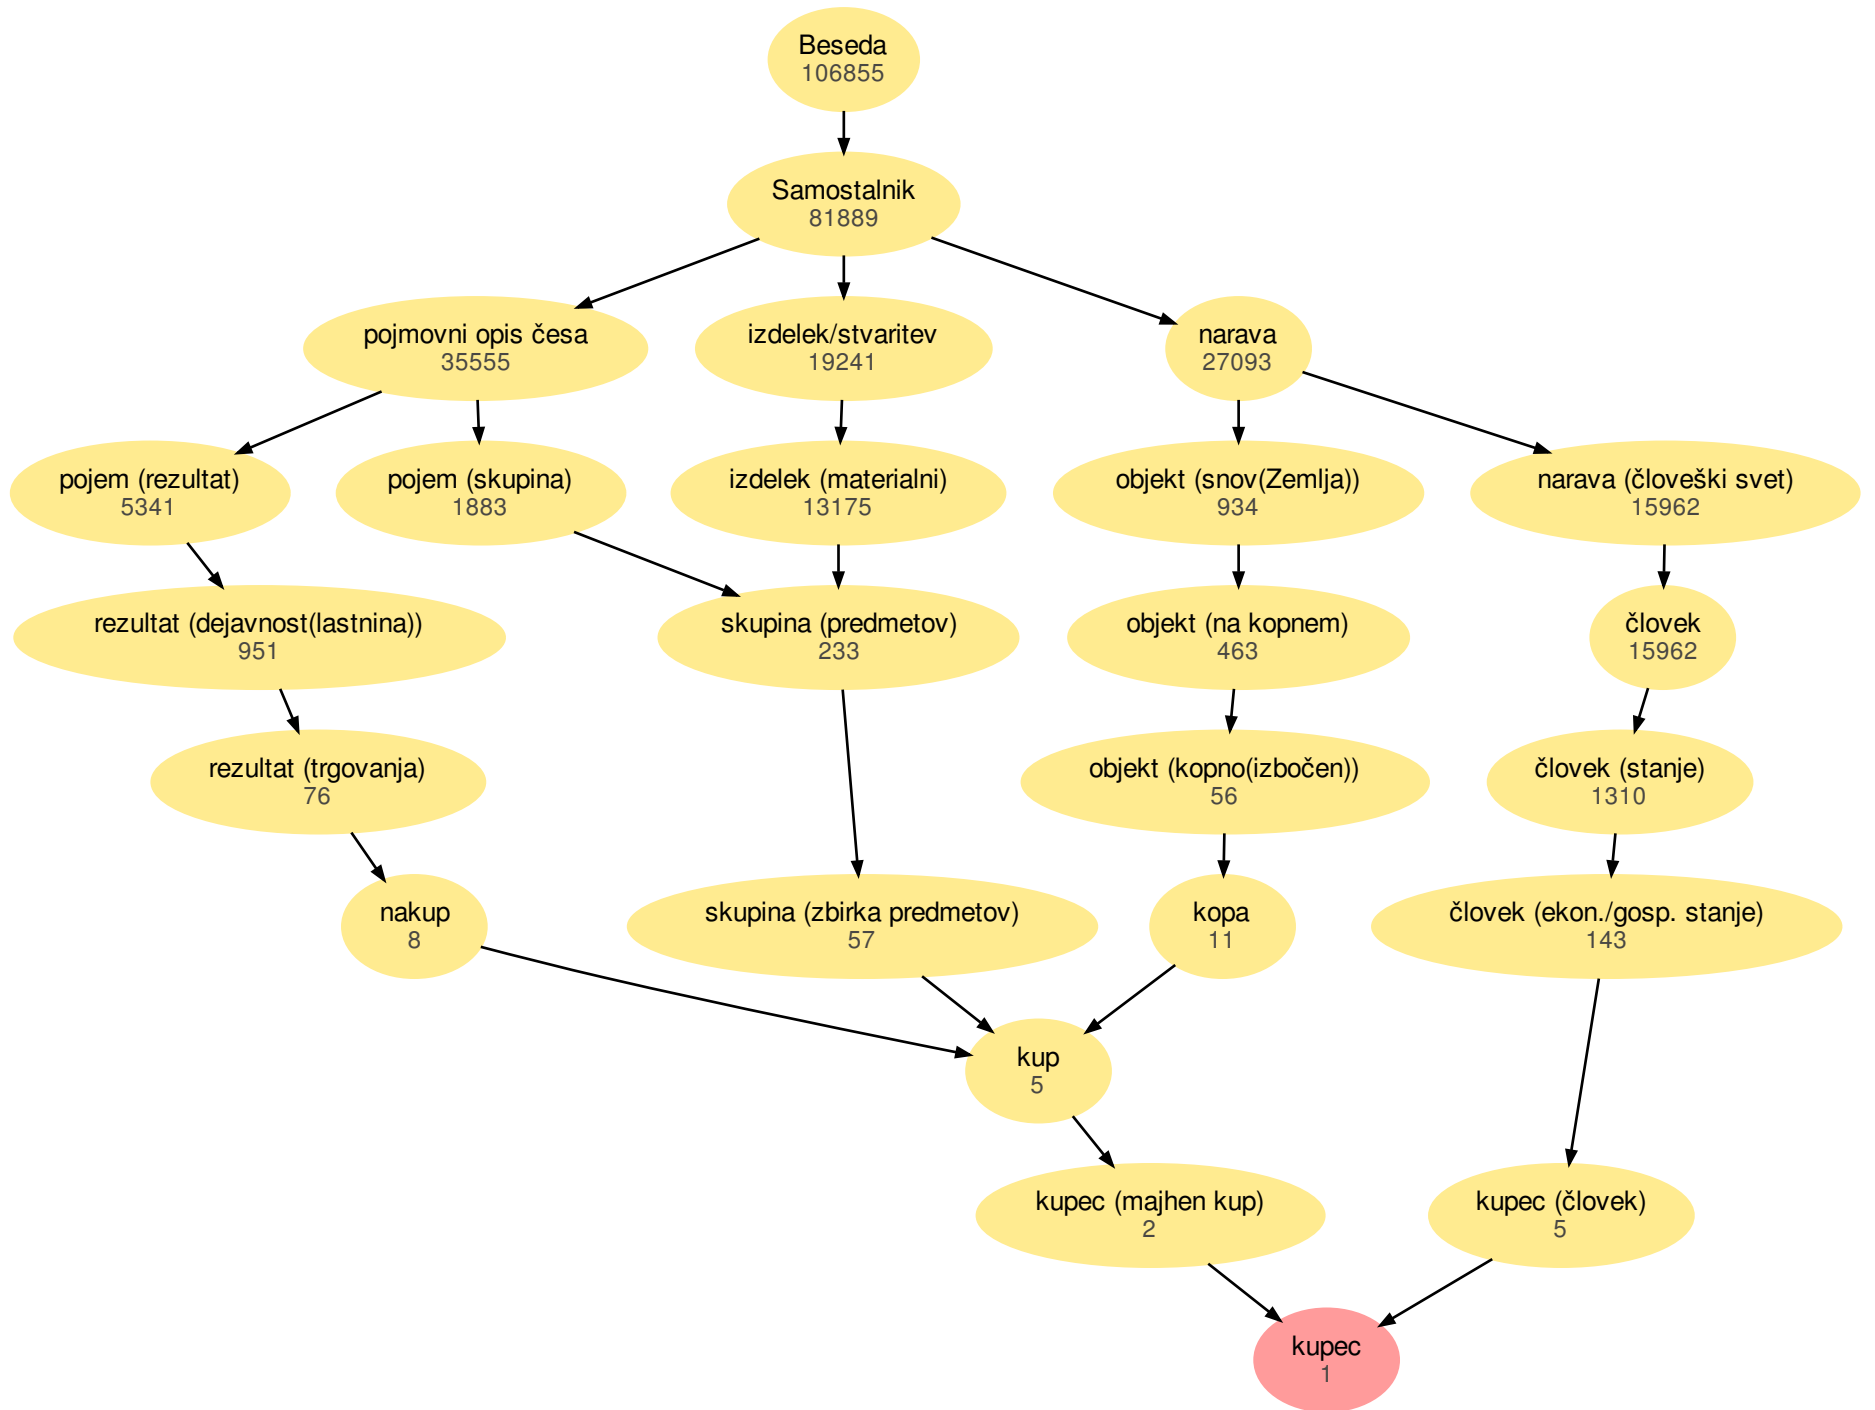 Beseda
106855
Samostalnik
81889
pojmovni opis česa
35555
izdelek/stvaritev
19241
narava
27093
pojem (rezultat)
5341
pojem (skupina)
1883
izdelek (materialni)
13175
objekt (snov(Zemlja))
934
narava (človeški svet)
15962
rezultat (dejavnost(lastnina))
951
skupina (predmetov)
233
objekt (na kopnem)
463
človek
15962
rezultat (trgovanja)
76
objekt (kopno(izbočen))
56
človek (stanje)
1310
nakup
8
skupina (zbirka predmetov)
57
kopa
11
človek (ekon./gosp. stanje)
143
kup
5
kupec (majhen kup)
2
kupec (človek)
5
kupec
1